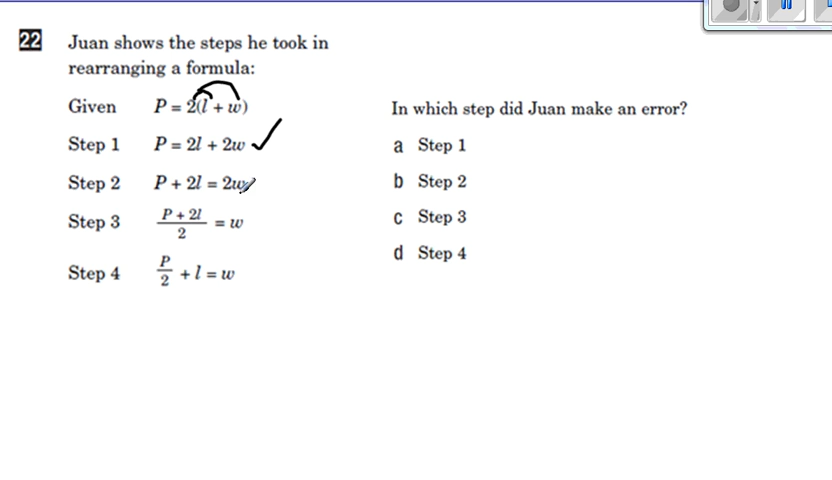 22 Juan shows the steps he took in
rearranging a formula:
Given P = 2(l + w)
Step 1 P = 2l + 2w
Step 2 P + 2l = 2w
Step 3 (P + 2l)/2 = w
Step 4 P/2 + l = w
In which step did Juan make an error?
a Step 1
b Step 2
c Step 3
d Step 4